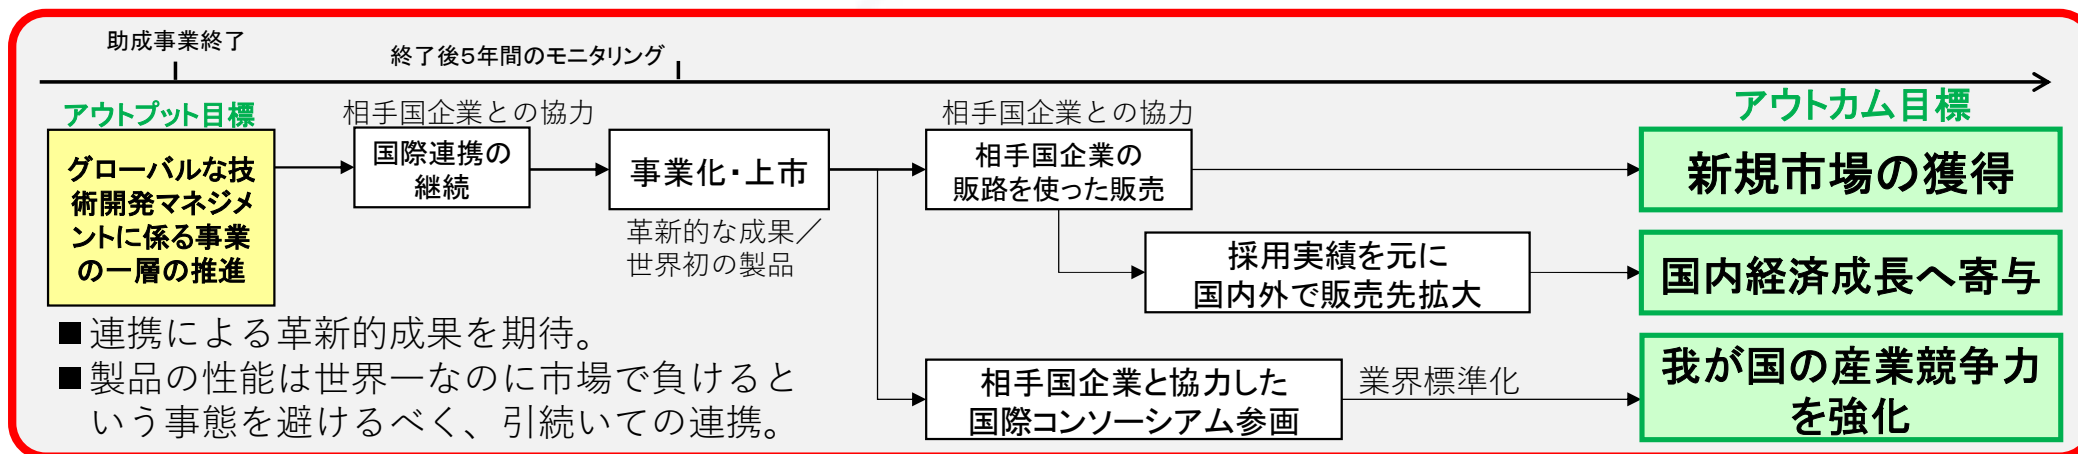 助成事業終了
終了後5年間のモニタリング
アウトプット目標
グローバルな技
術開発マネジメ
ントに係る事業
の一層の推進
相手国企業との協力
国際連携の
継続
事業化・上市
革新的な成果／
世界初の製品
相手国企業との協力
相手国企業の
販路を使った販売
採用実績を元に
国内外で販売先拡大
相手国企業と協力した
国際コンソーシアム参画
業界標準化
アウトカム目標
新規市場の獲得
国内経済成長へ寄与
我が国の産業競争力
を強化
■連携による革新的成果を期待。
■製品の性能は世界一なのに市場で負けると
いう事態を避けるべく、引続いての連携。